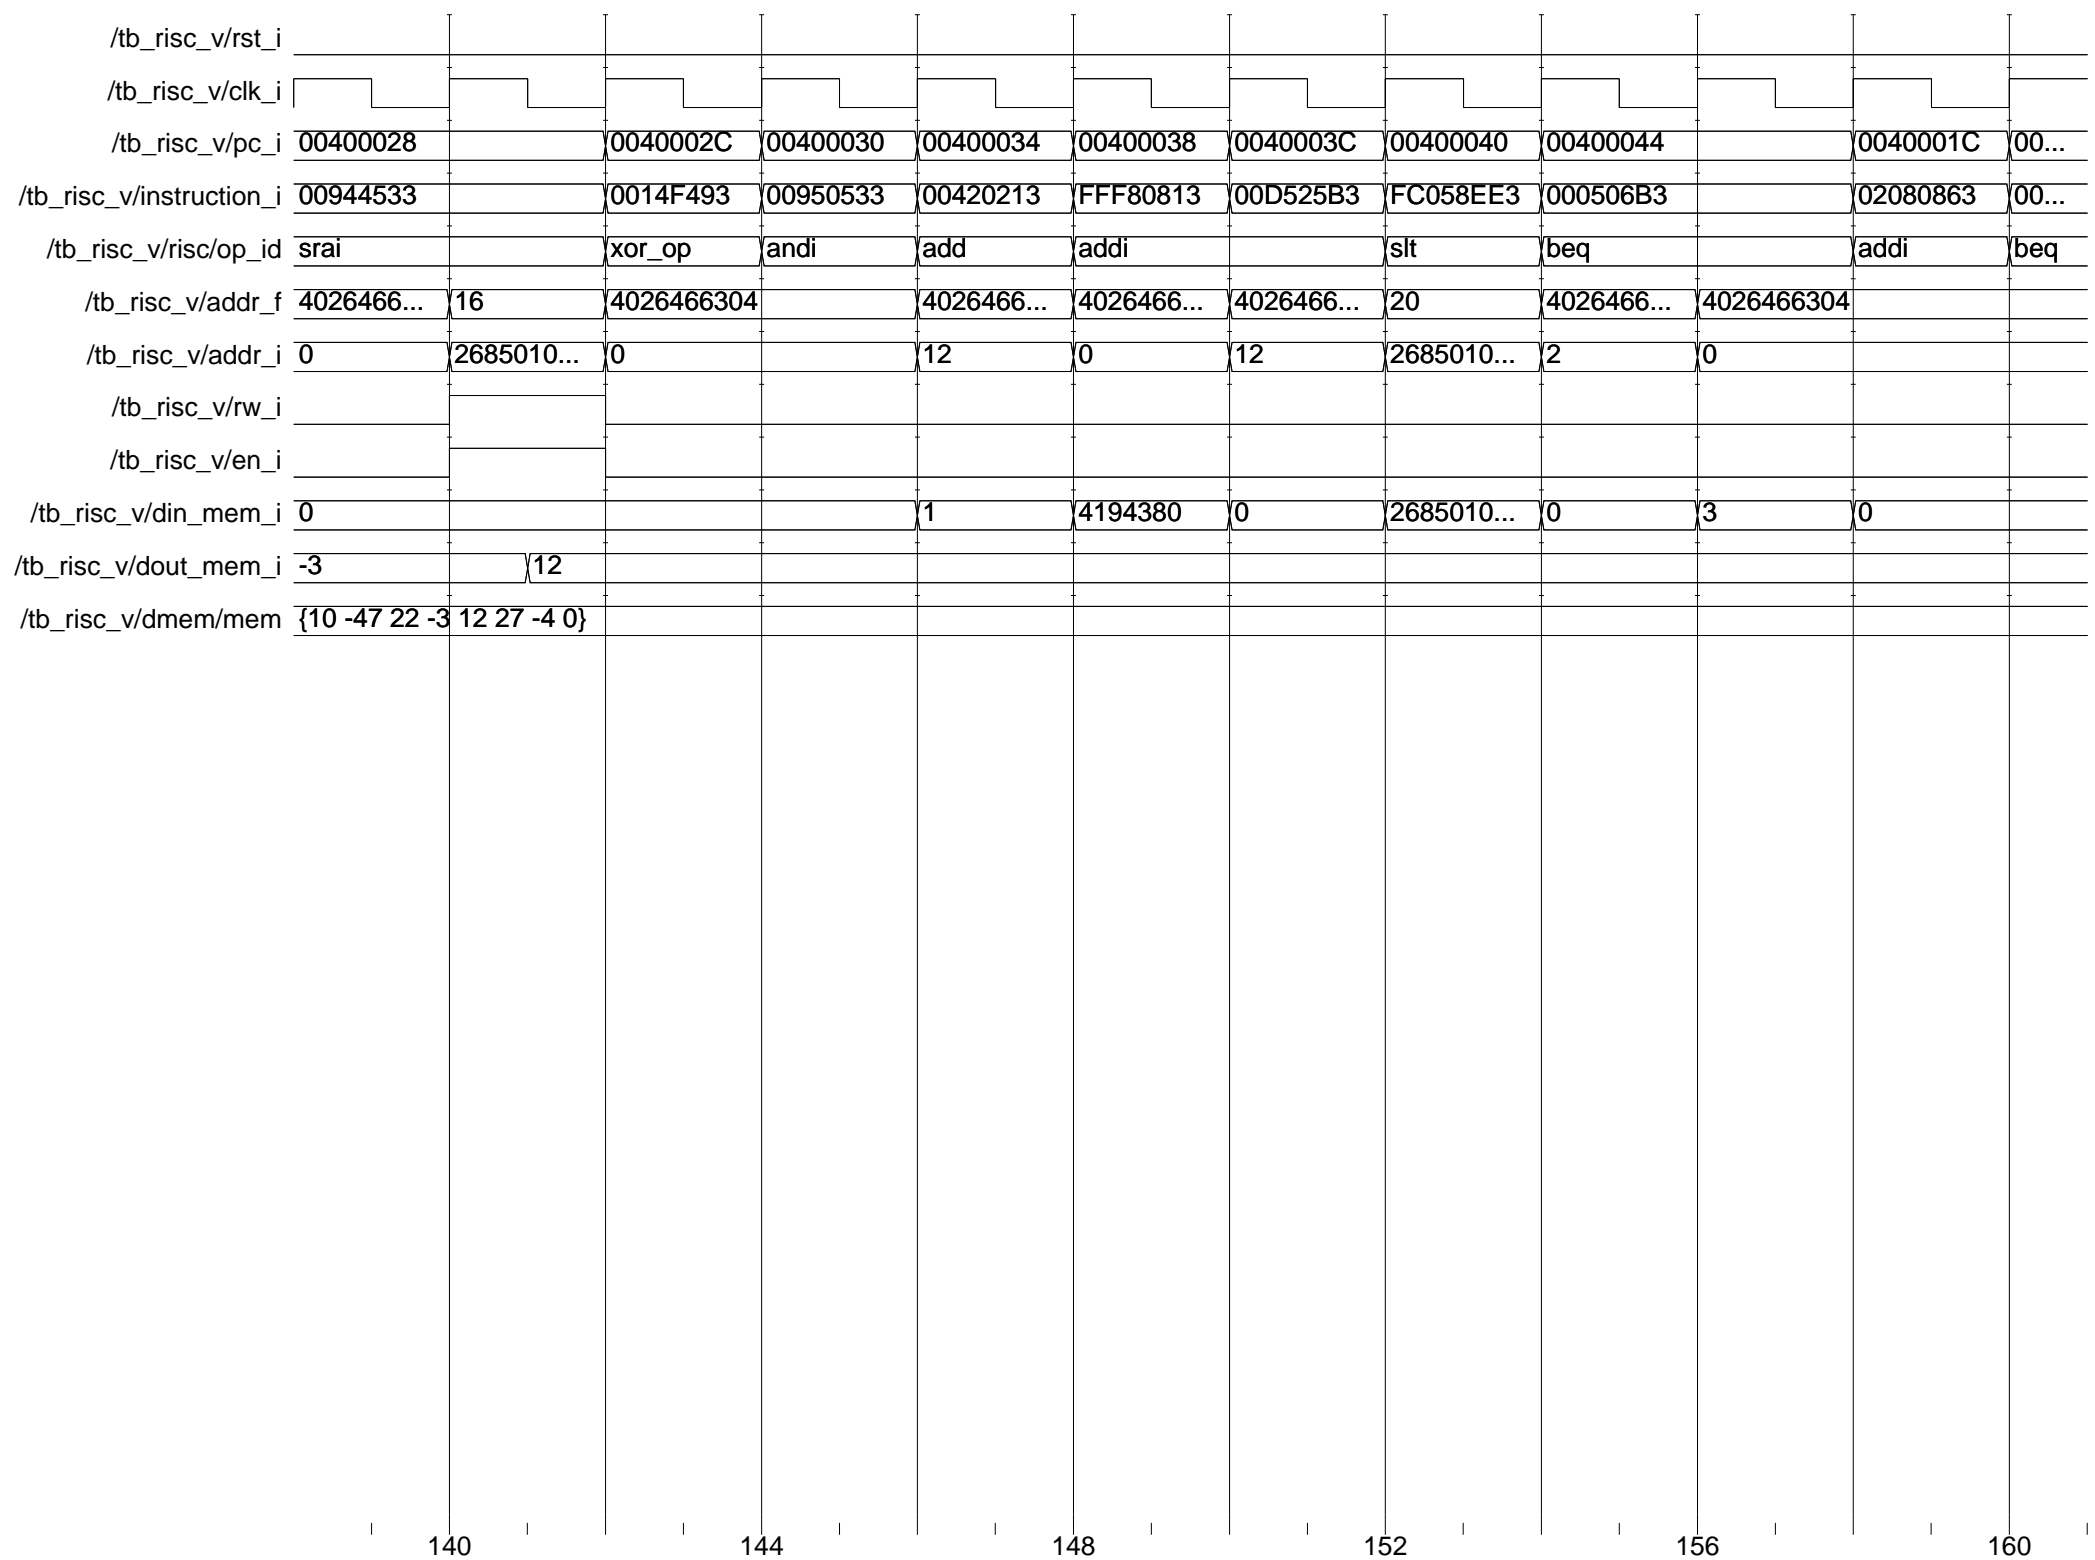 /tb_risc_v/rst_i
/tb_risc_v/clk_i
/tb_risc_v/pc_i 00400028 0040002C 00400030 00400034 00400038 0040003C 00400040 00400044 0040001C 00...
/tb_risc_v/instruction_i 00944533 0014F493 00950533 00420213 FFF80813 00D525B3 FC058EE3 000506B3 02080863 00...
/tb_risc_v/risc/op_id srai xor_op andi add addi slt beq addi beq
/tb_risc_v/addr_f 4026466... 16 4026466304 4026466... 4026466... 4026466... 20 4026466... 4026466304
/tb_risc_v/addr_i 0 2685010... 0 12 0 12 2685010... 2 0
/tb_risc_v/rw_i
/tb_risc_v/en_i
/tb_risc_v/din_mem_i 0 1 4194380 0 2685010... 0 3 0
/tb_risc_v/dout_mem_i -3 12
/tb_risc_v/dmem/mem {10 -47 22 -3 12 27 -4 0}
140 144 148 152 156 160